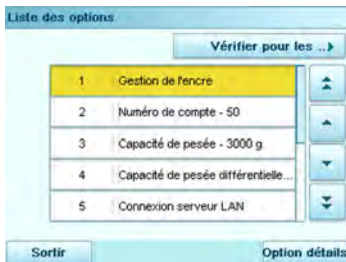 Liste des options
Vérifier pour les ...
1 Gestion de l'encre
2 Numéro de compte - 50
3 Capacité de pesée - 3000 g
4 Capacité de pesée différentielle...
5 Connexion serveur LAN
Sortir
Option détails